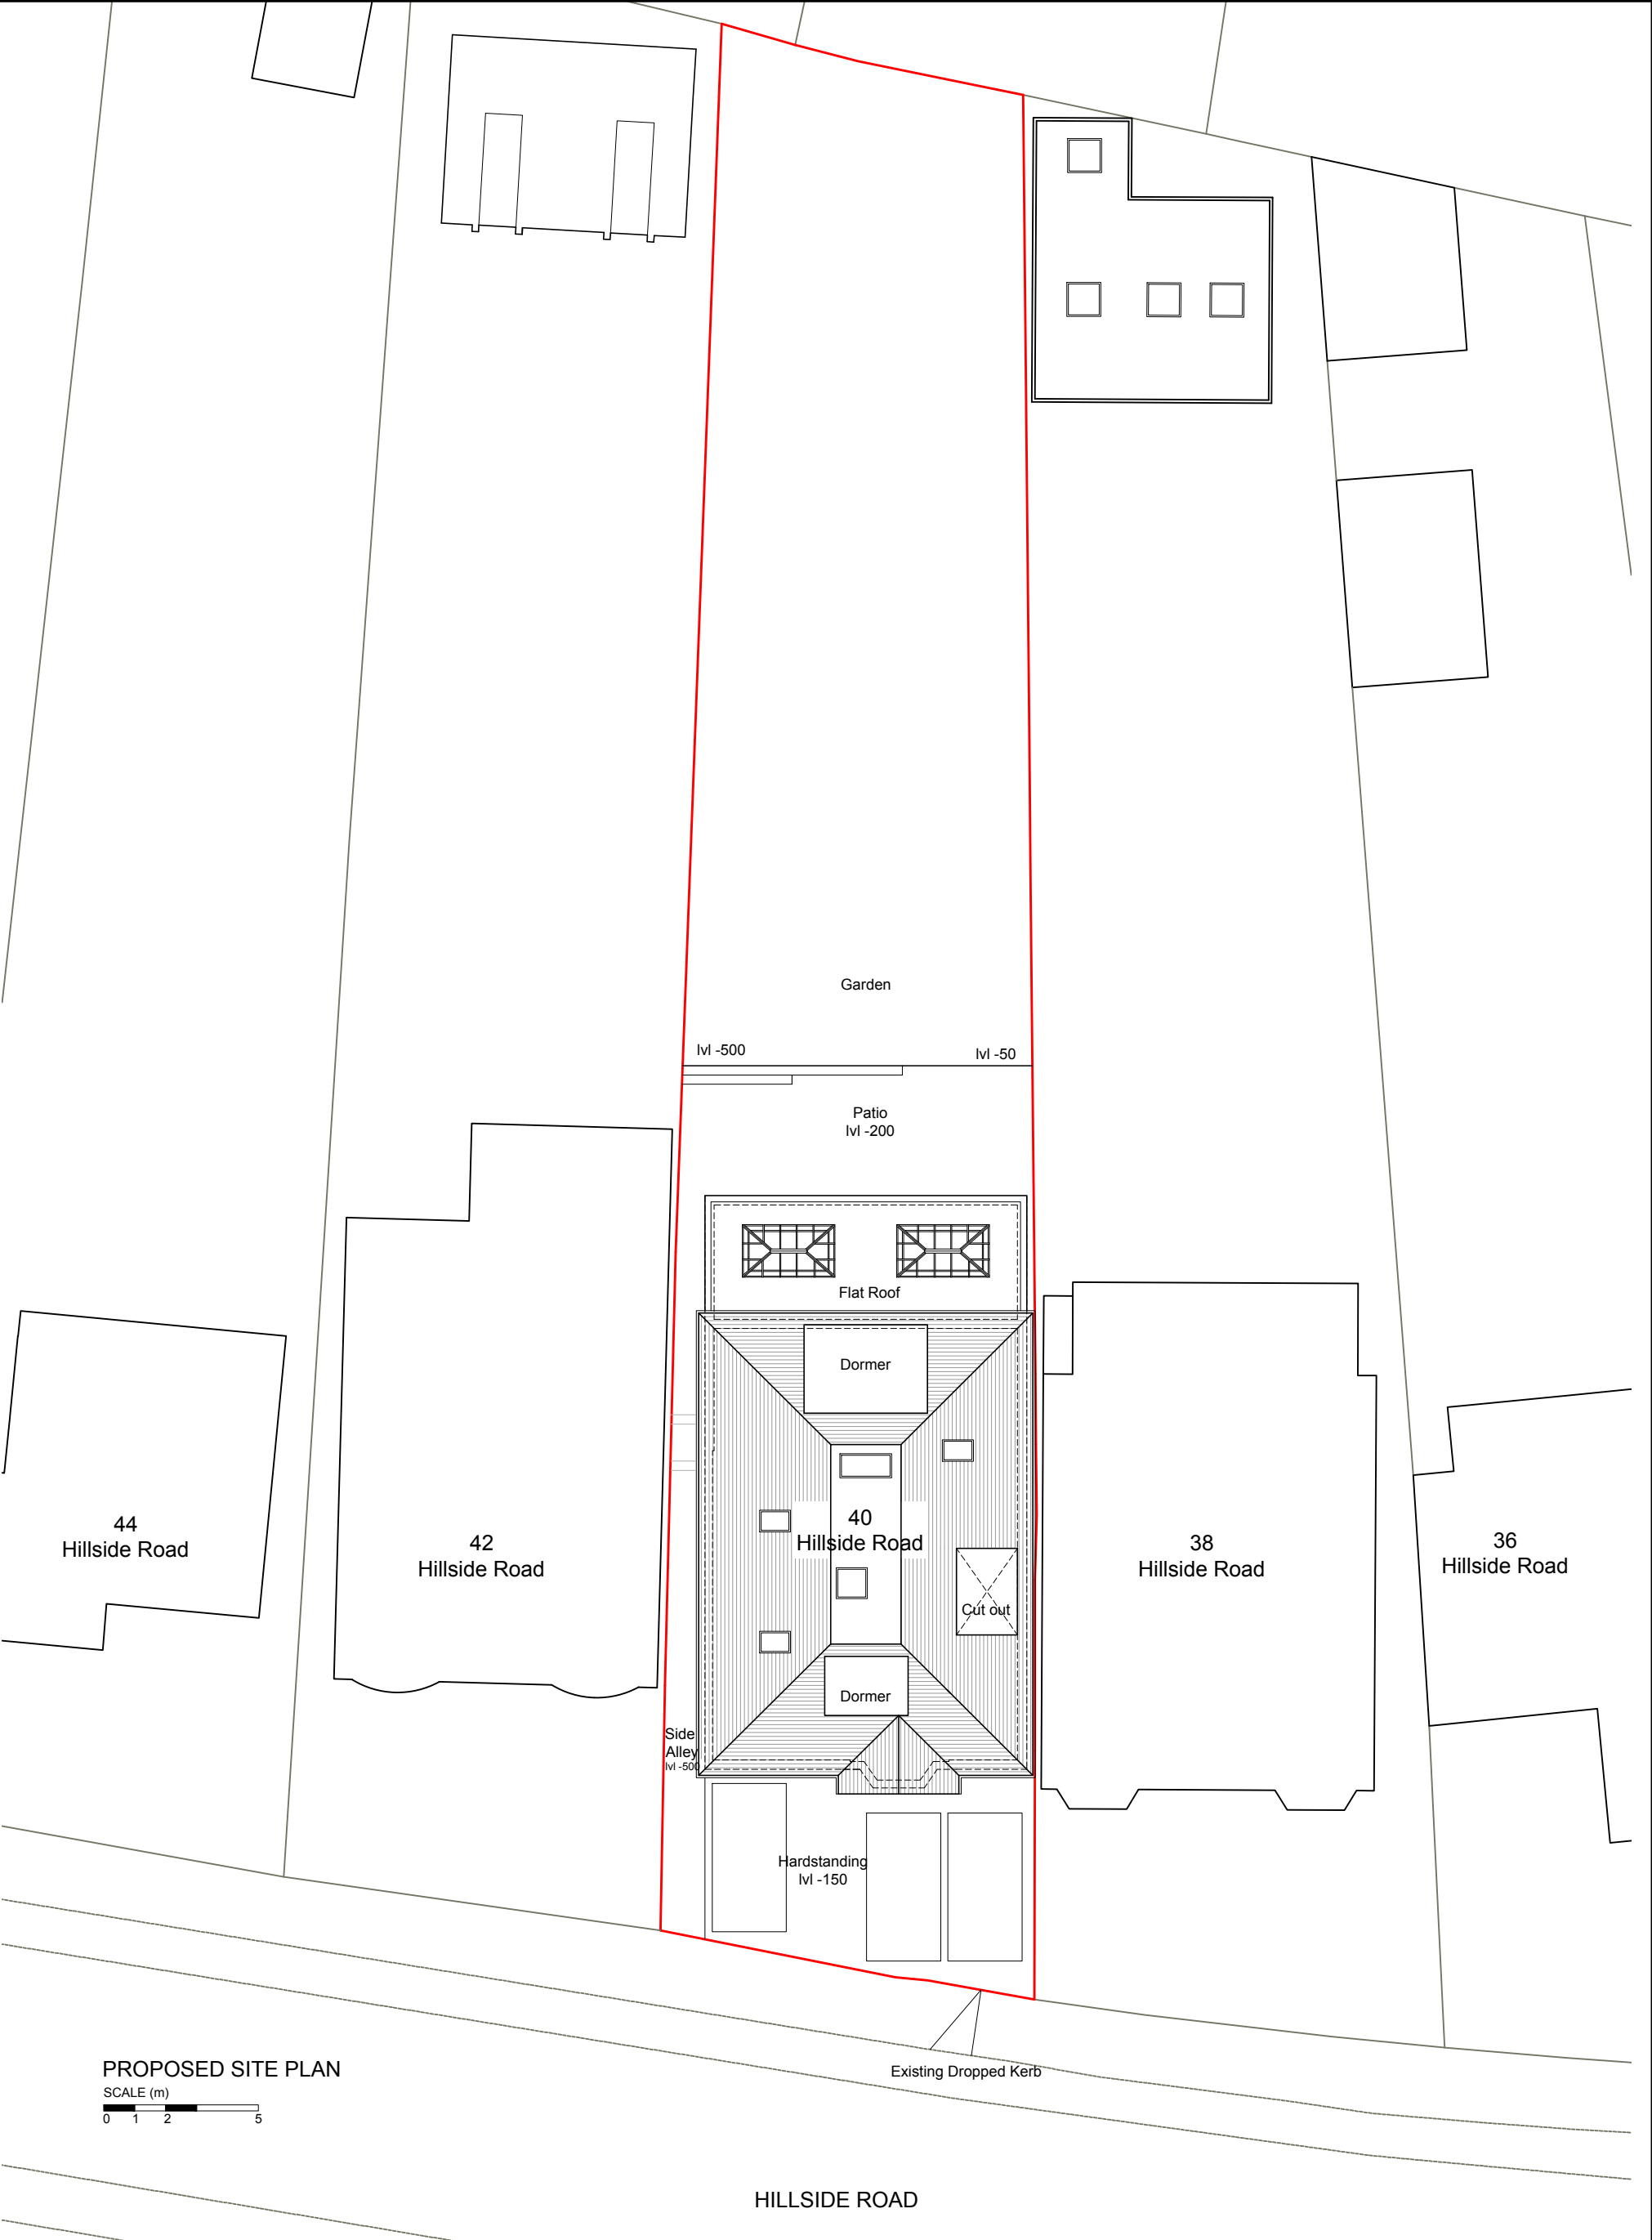 Garden
lvl -500
lvl -50
Patio
lvl -200
Flat Roof
Dormer
44
Hillside Road
42
Hillside Road
40
Hillside Road
38
Hillside Road
36
Hillside Road
Cut out
Dormer
Side
Alley
lvl -500
Hardstanding
lvl -150
Existing Dropped Kerb
PROPOSED SITE PLAN
SCALE (m)
0 1 2 5
HILLSIDE ROAD